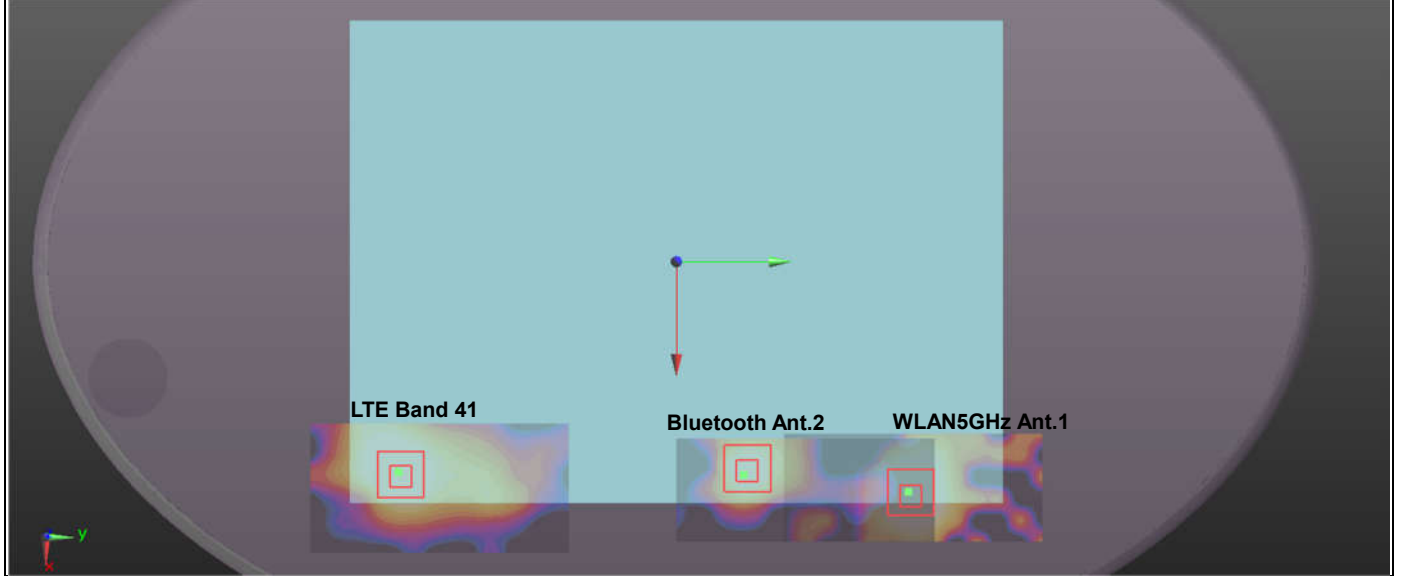 LTE Band 41
Bluetooth Ant.2
WLAN5GHz Ant.1
y
x